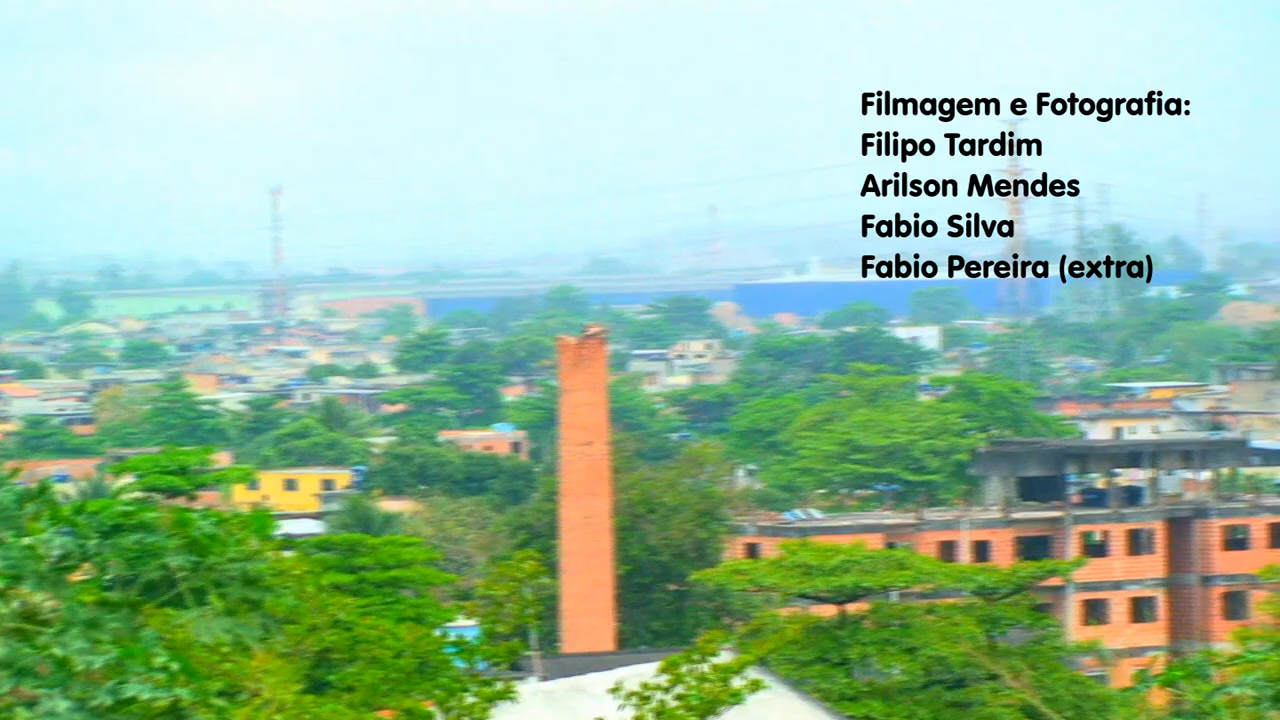 Filmagem e Fotografia:
Filipo Tardim
Arilson Mendes
Fabio Silva
Fabio Pereira (extra)